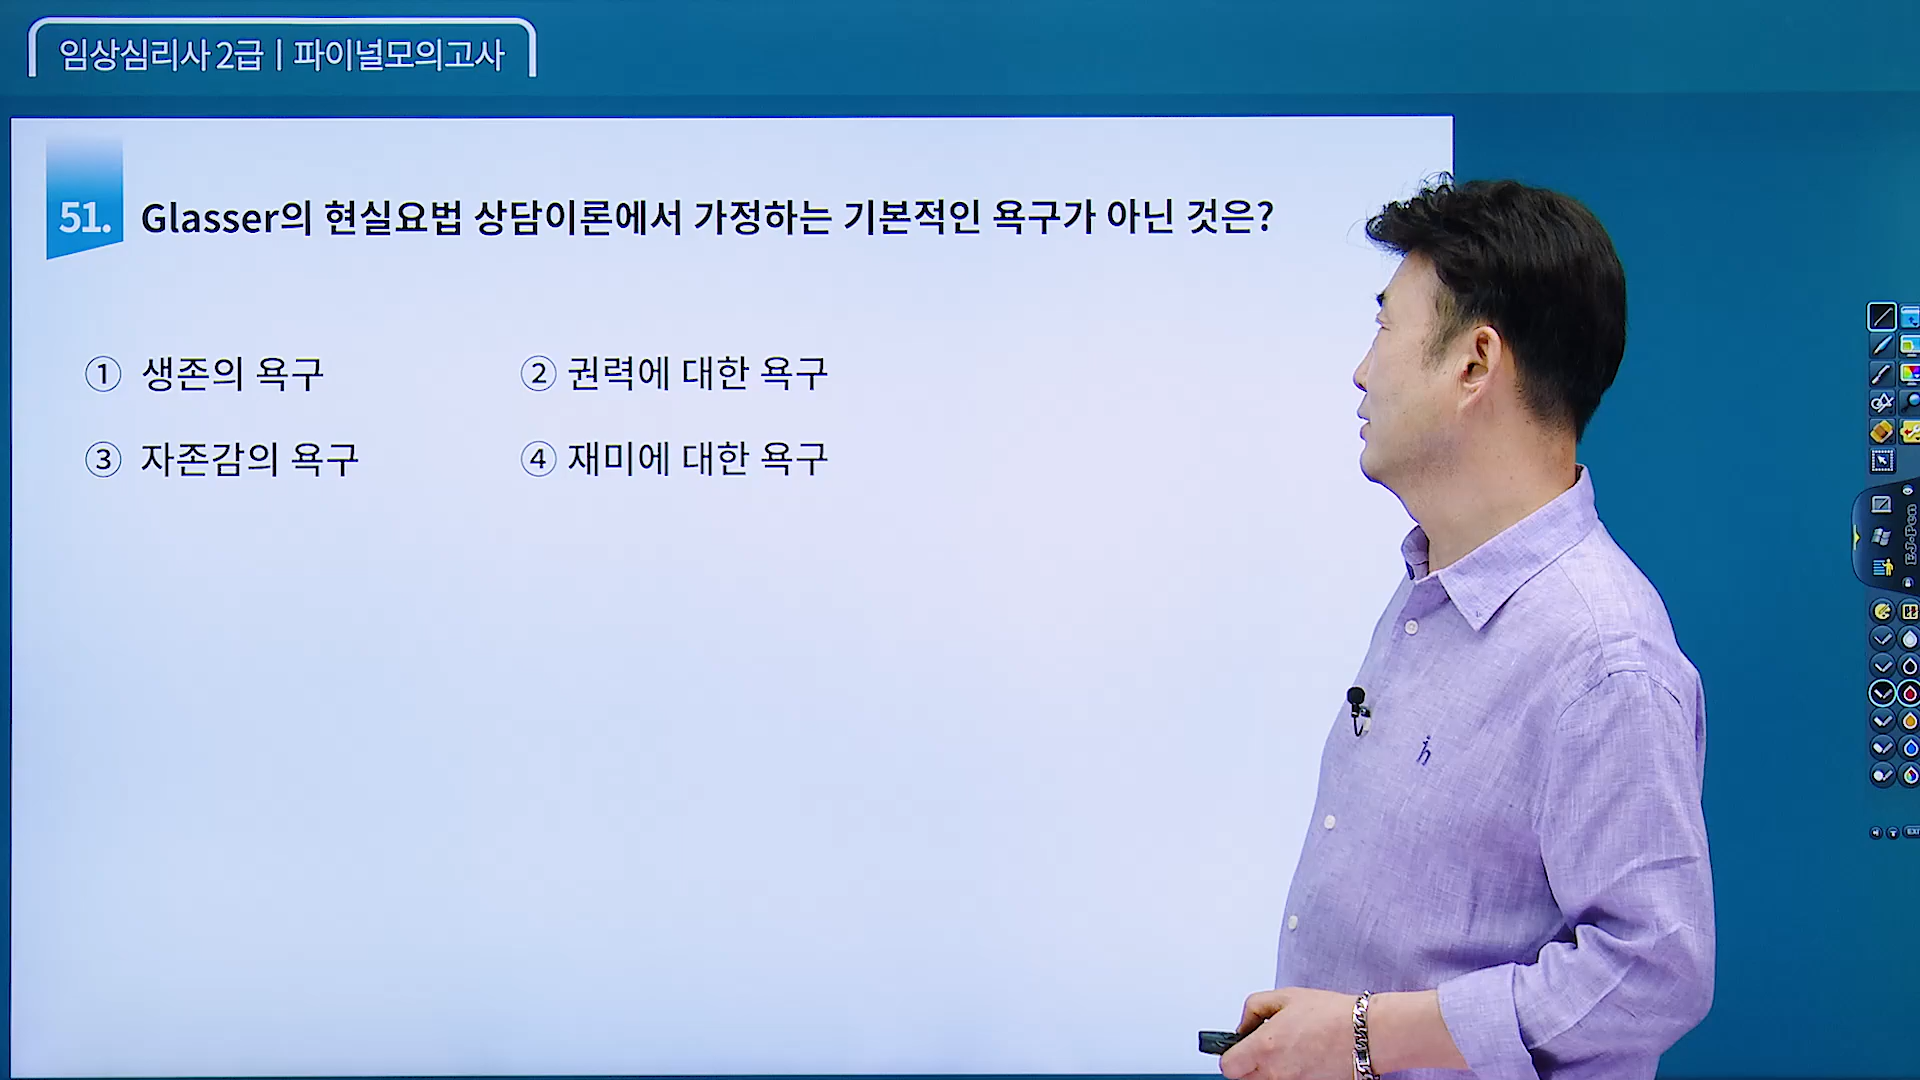 임상심리사 2급 | 파이널모의고사
51. Glasser의 현실요법 상담이론에서 가정하는 기본적인 욕구가 아닌 것은?
① 생존의 욕구 ② 권력에 대한 욕구
③ 자존감의 욕구 ④ 재미에 대한 욕구
EJ-Pen
EXI